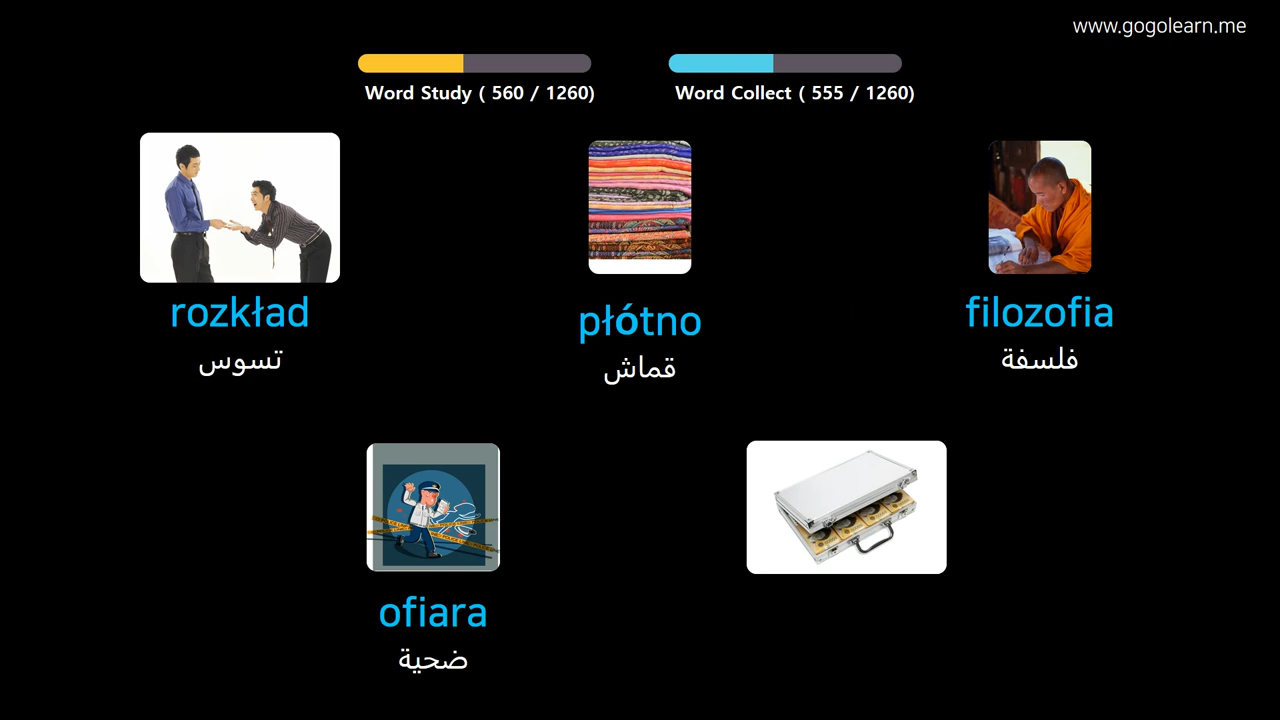 www.gogolearn.me
Word Study ( 560 / 1260)
Word Collect ( 555 / 1260)
rozkład
تسوس
płótno
قماش
filozofia
فلسفة
ofiara
ضحية